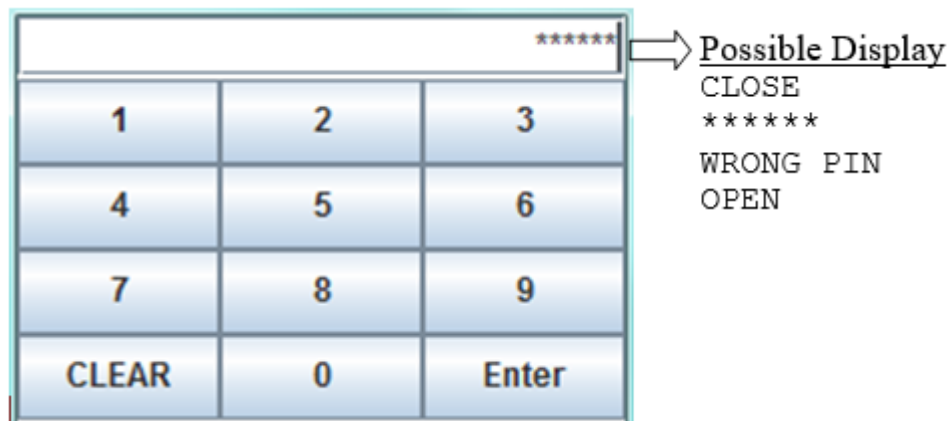 ******
Possible Display
CLOSE
******
WRONG PIN
OPEN
1 2 3
4 5 6
7 8 9
CLEAR 0 Enter